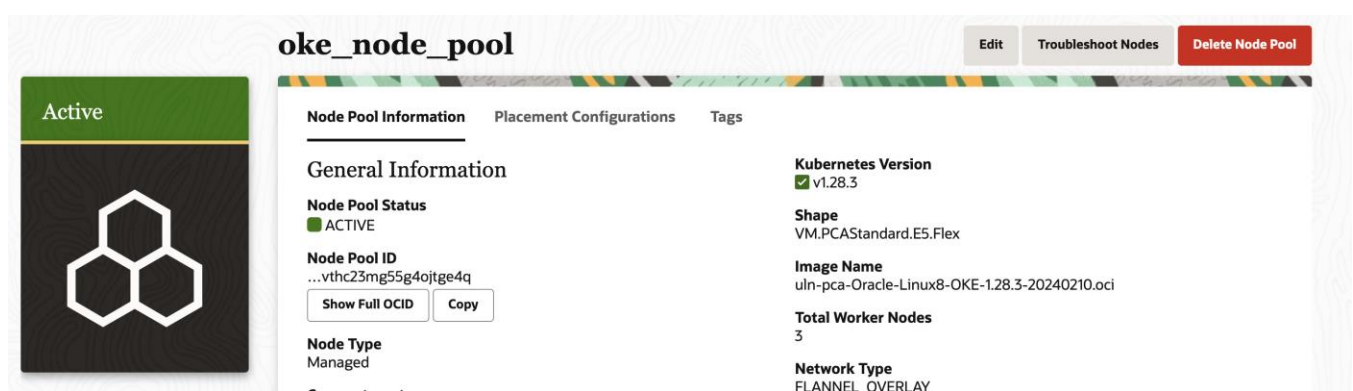 oke_node_pool
Edit
Troubleshoot Nodes
Delete Node Pool
Active
Node Pool Information
Placement Configurations
Tags
General Information
Node Pool Status
ACTIVE
Node Pool ID
...vthc23mg55g4ojtge4q
Show Full OCID
Copy
Node Type
Managed
Kubernetes Version
v1.28.3
Shape
VM.PCAStandard.E5.Flex
Image Name
uln-pca-Oracle-Linux8-OKE-1.28.3-20240210.oci
Total Worker Nodes
3
Network Type
FLANNEL_OVERLAY